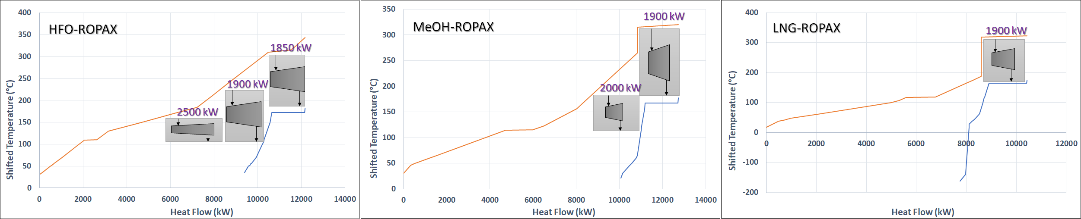 HFO-ROPAX
Shifted Temperature (°C)
400
350
300
250
200
150
100
50
0
1850 kW
1900 kW
2500 kW
0 2000 4000 6000 8000 10000 12000 14000
Heat Flow (kW)
MeOH-ROPAX
Shifted Temperature (°C)
350
300
250
200
150
100
50
0
1900 kW
2000 kW
0 2000 4000 6000 8000 10000 12000 14000
Heat Flow (kW)
LNG-ROPAX
Shifted Temperature (°C)
400
300
200
100
0
-100
-200
1900 kW
0 2000 4000 6000 8000 10000 12000
Heat Flow (kW)